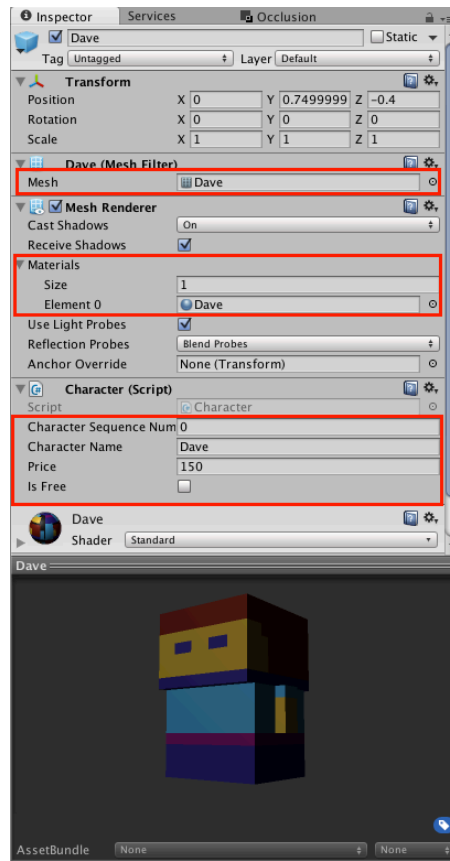 Inspector Services Occlusion
Dave Static
Tag Untagged Layer Default
Transform
Position X 0 Y 0.7499999 Z -0.4
Rotation X 0 Y 0 Z 0
Scale X 1 Y 1 Z 1
Dave (Mesh Filter)
Mesh Dave
Mesh Renderer
Cast Shadows On
Receive Shadows
Materials
Size 1
Element 0 Dave
Use Light Probes
Reflection Probes Blend Probes
Anchor Override None (Transform)
Character (Script)
Script Character
Character Sequence Num 0
Character Name Dave
Price 150
Is Free
Dave
Shader Standard
Dave
AssetBundle None None